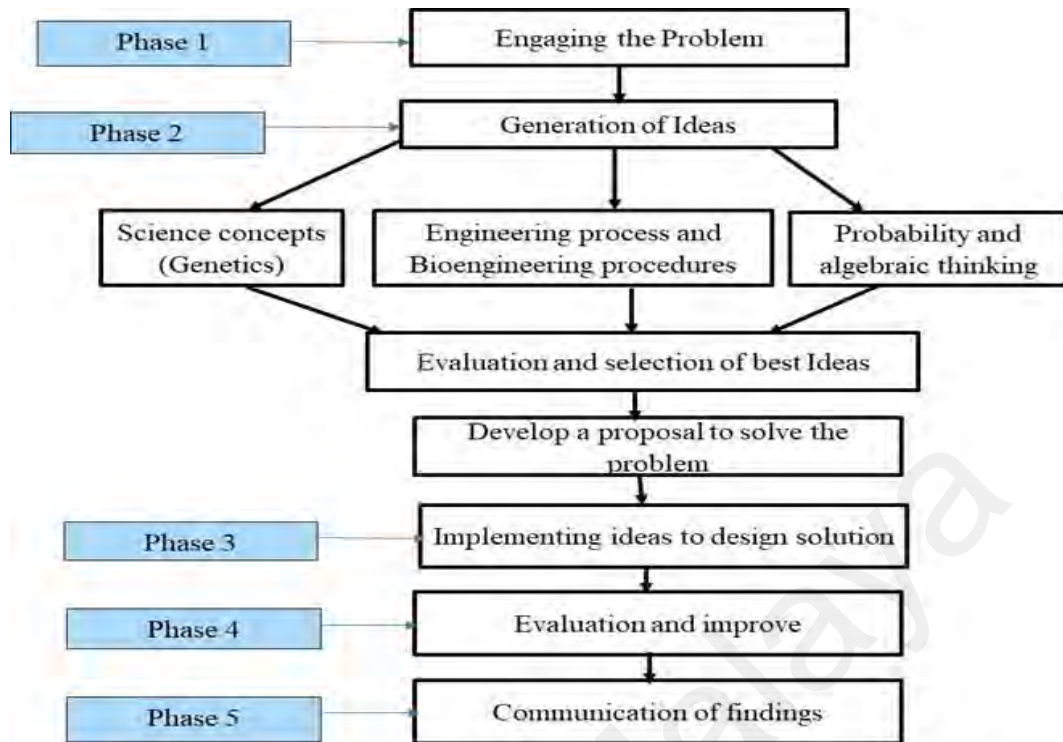 Phase 1
Engaging the Problem
Phase 2
Generation of Ideas
Science concepts
(Genetics)
Engineering process and
Bioengineering procedures
Probability and
algebraic thinking
Evaluation and selection of best Ideas
Develop a proposal to solve the
problem
Phase 3
Implementing ideas to design solution
Phase 4
Evaluation and improve
Phase 5
Communication of findings